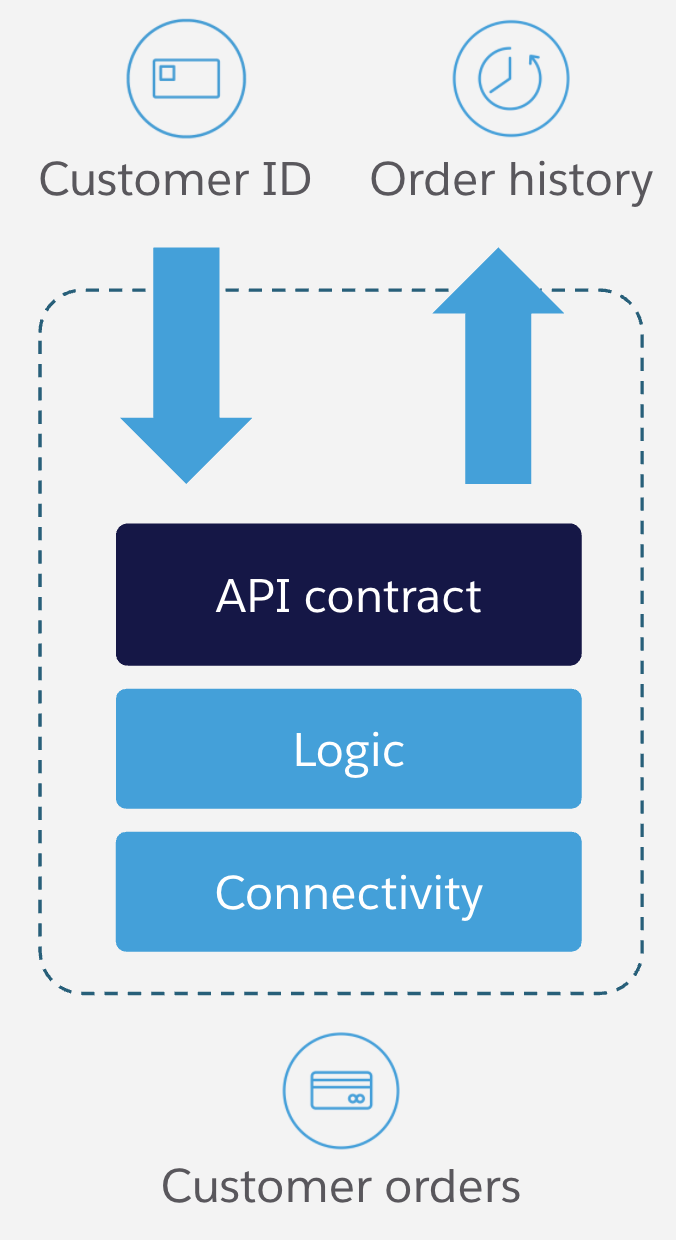 Customer ID
Order history
API contract
Logic
Connectivity
Customer orders